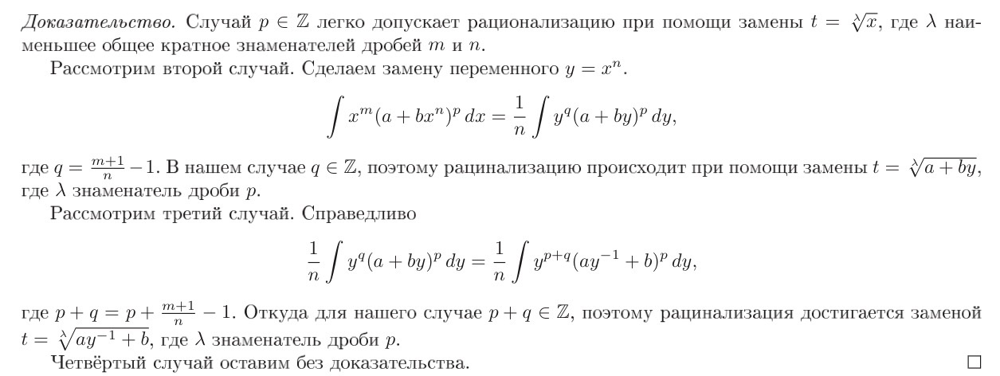 Доказательство. Случай $p \in \mathbb{Z}$ легко допускает рационализацию при помощи замены $t = \sqrt[\lambda]{x}$, где $\lambda$ наи-
меньшее общее кратное знаменателей дробей $m$ и $n$.
Рассмотрим второй случай. Сделаем замену переменного $y = x^n$.
$$\int x^m(a + bx^n)^p\,dx = \frac{1}{n}\int y^q(a + by)^p\,dy,$$
где $q = \frac{m+1}{n} - 1$. В нашем случае $q \in \mathbb{Z}$, поэтому рацинализацию происходит при помощи замены $t = \sqrt[\lambda]{a + by}$,
где $\lambda$ знаменатель дроби $p$.
Рассмотрим третий случай. Справедливо
$$\frac{1}{n}\int y^q(a + by)^p\,dy = \frac{1}{n}\int y^{p+q}(ay^{-1} + b)^p\,dy,$$
где $p + q = p + \frac{m+1}{n} - 1$. Откуда для нашего случае $p + q \in \mathbb{Z}$, поэтому рацинализация достигается заменой
$t = \sqrt[\lambda]{ay^{-1} + b}$, где $\lambda$ знаменатель дроби $p$.
Четвёртый случай оставим без доказательства. □